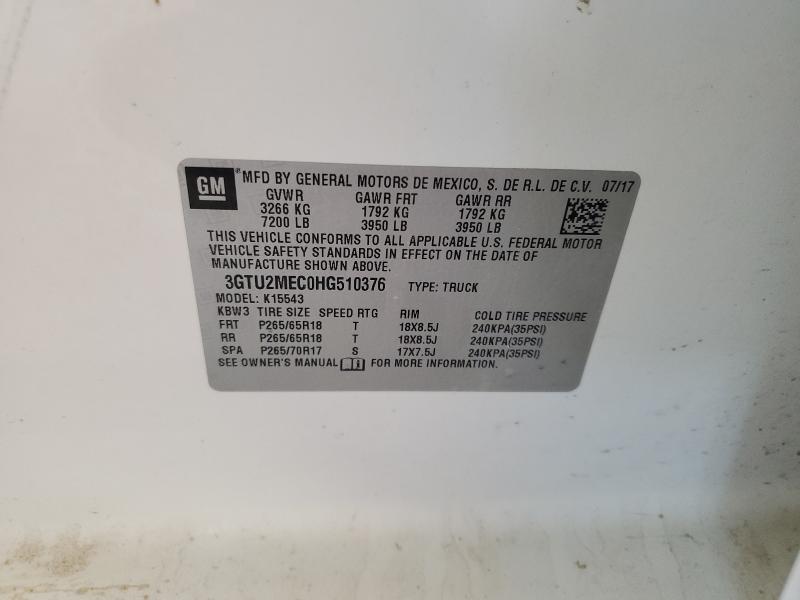 GM ® MFD BY GENERAL MOTORS DE MEXICO, S. DE R.L. DE C.V. 07/17
GVWR GAWR FRT GAWR RR
3266 KG 1792 KG 1792 KG
7200 LB 3950 LB 3950 LB
THIS VEHICLE CONFORMS TO ALL APPLICABLE U.S. FEDERAL MOTOR
VEHICLE SAFETY STANDARDS IN EFFECT ON THE DATE OF
MANUFACTURE SHOWN ABOVE.
3GTU2MEC0HG510376 TYPE: TRUCK
MODEL: K15543
KBW3 TIRE SIZE SPEED RTG RIM COLD TIRE PRESSURE
FRT P265/65R18 T 18X8.5J 240KPA(35PSI)
RR P265/65R18 T 18X8.5J 240KPA(35PSI)
SPA P265/70R17 S 17X7.5J 240KPA(35PSI)
SEE OWNER'S MANUAL FOR MORE INFORMATION.